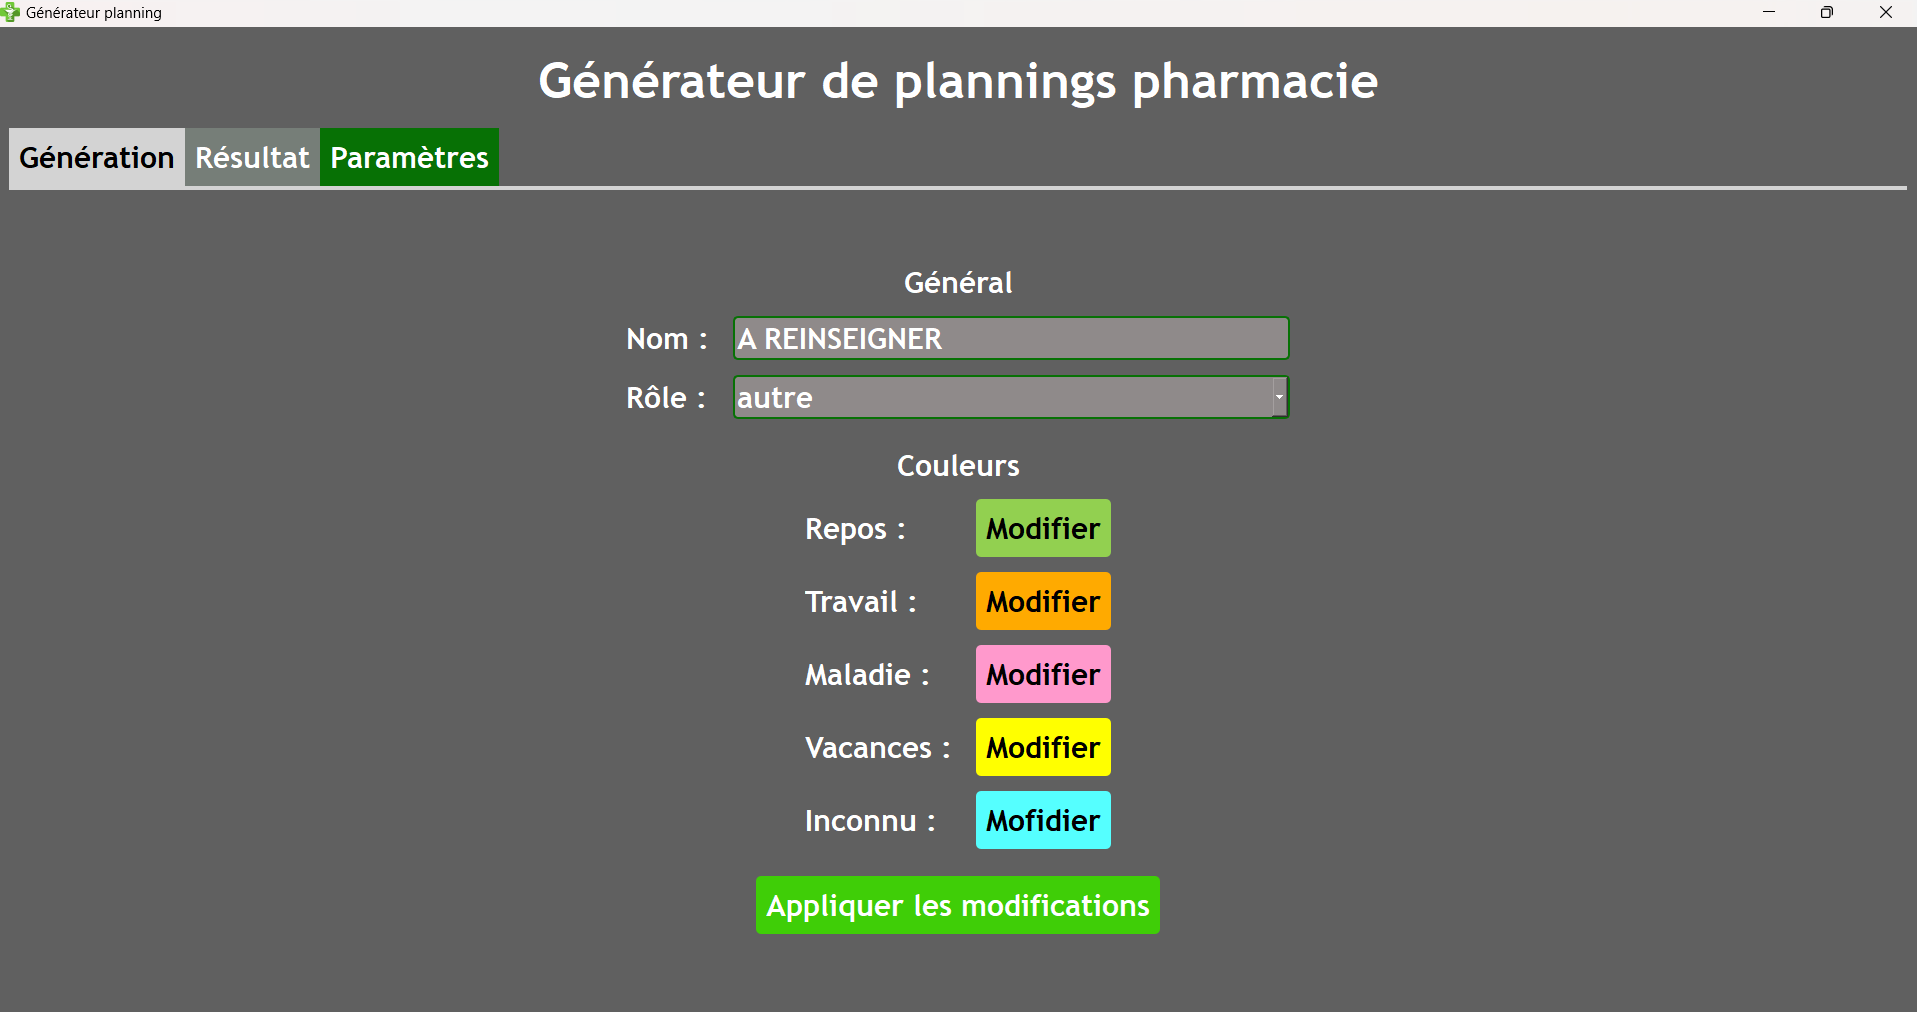 Générateur planning
Générateur de plannings pharmacie
Génération Résultat Paramètres
Général
Nom : A REINSEIGNER
Rôle : autre
Couleurs
Repos : Modifier
Travail : Modifier
Maladie : Modifier
Vacances : Modifier
Inconnu : Mofidier
Appliquer les modifications